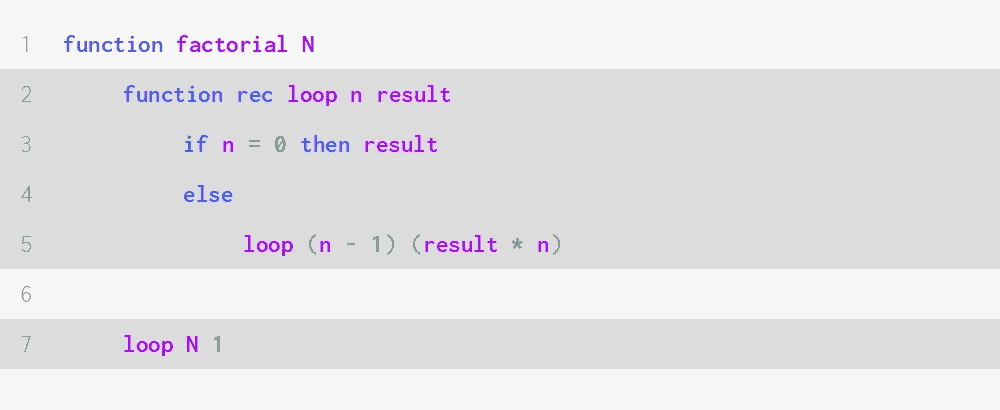 1 function factorial N
2 function rec loop n result
3 if n = 0 then result
4 else
5 loop (n - 1) (result * n)
6
7 loop N 1